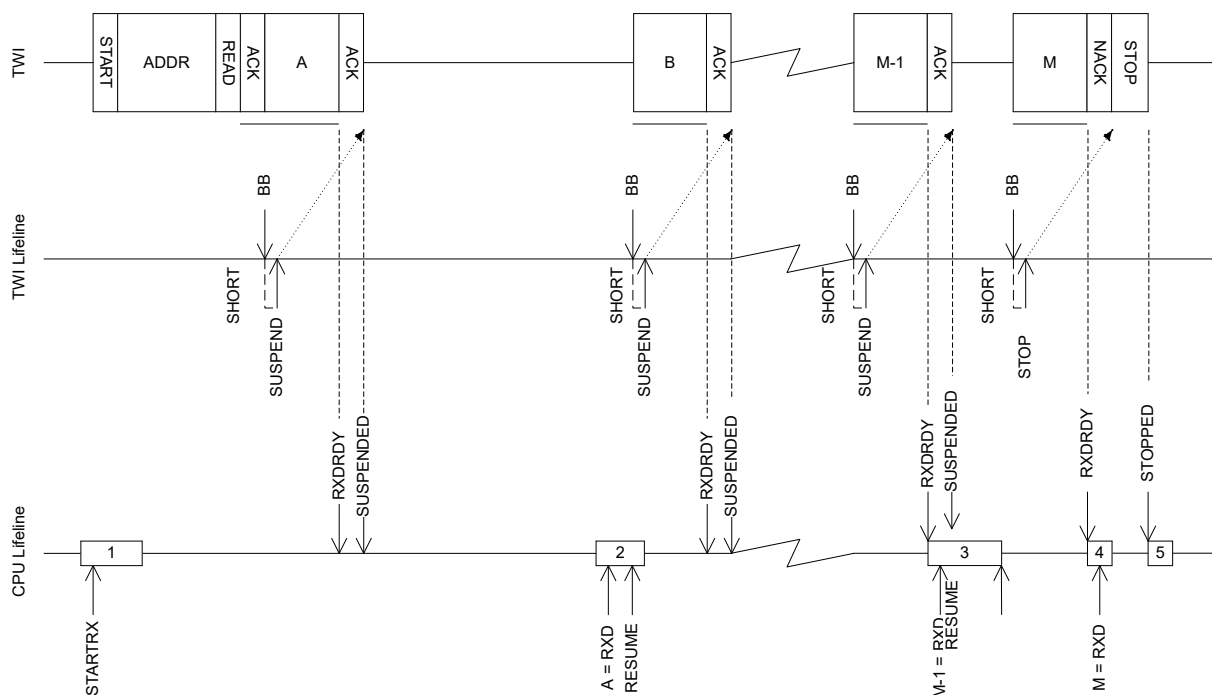 TWI
START
ADDR
READ
ACK
A
ACK
B
ACK
M-1
ACK
M
NACK
STOP
TWI Lifeline
BB
SHORT
SUSPEND
BB
SHORT
SUSPEND
BB
SHORT
SUSPEND
BB
SHORT
STOP
CPU Lifeline
RXDRDY
SUSPENDED
RXDRDY
SUSPENDED
RXDRDY
SUSPENDED
RXDRDY
STOPPED
1
2
3
4
5
STARTRX
A = RXD
RESUME
M-1 = RXD
RESUME
M = RXD